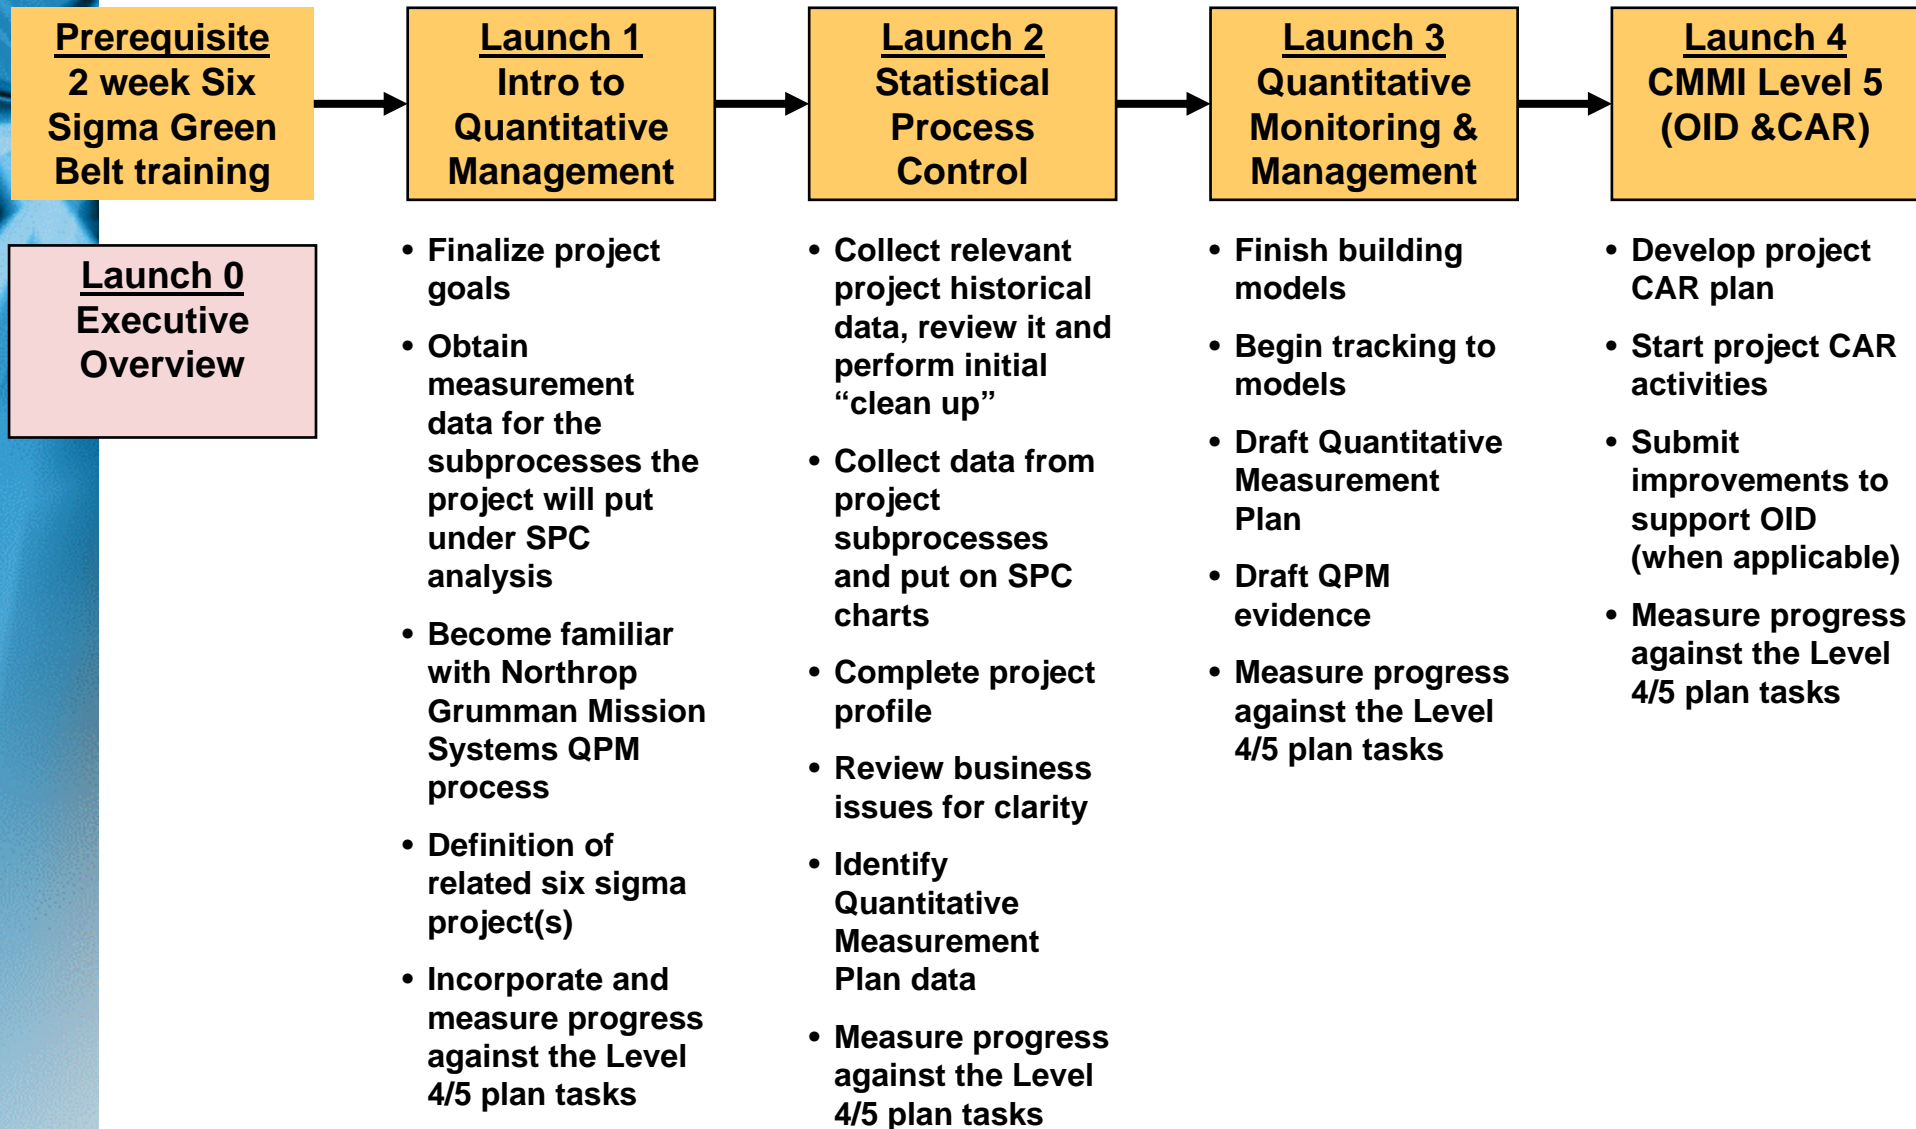 Prerequisite
2 week Six
Sigma Green
Belt training
Launch 0
Executive
Overview
Launch 1
Intro to
Quantitative
Management
• Finalize project
goals
• Obtain
measurement
data for the
subprocesses the
project will put
under SPC
analysis
• Become familiar
with Northrop
Grumman Mission
Systems QPM
process
• Definition of
related six sigma
project(s)
• Incorporate and
measure progress
against the Level
4/5 plan tasks
Launch 2
Statistical
Process
Control
• Collect relevant
project historical
data, review it and
perform initial
“clean up”
• Collect data from
project
subprocesses
and put on SPC
charts
• Complete project
profile
• Review business
issues for clarity
• Identify
Quantitative
Measurement
Plan data
• Measure progress
against the Level
4/5 plan tasks
Launch 3
Quantitative
Monitoring &
Management
• Finish building
models
• Begin tracking to
models
• Draft Quantitative
Measurement
Plan
• Draft QPM
evidence
• Measure progress
against the Level
4/5 plan tasks
Launch 4
CMMI Level 5
(OID &CAR)
• Develop project
CAR plan
• Start project CAR
activities
• Submit
improvements to
support OID
(when applicable)
• Measure progress
against the Level
4/5 plan tasks